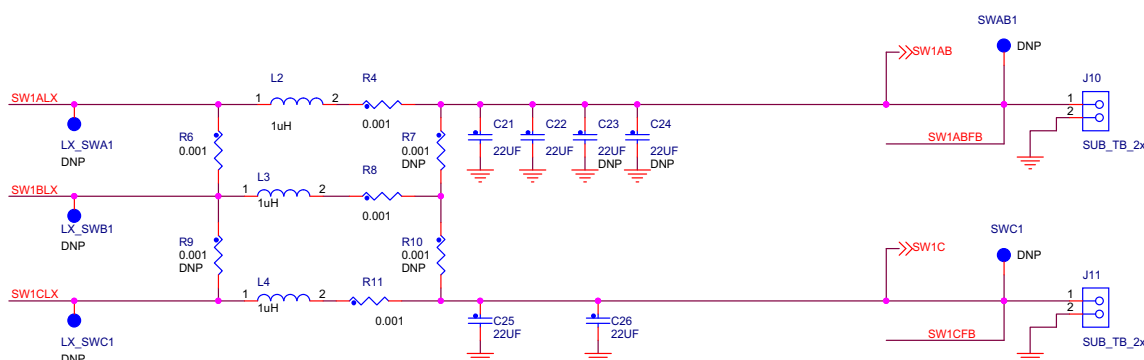 SWAB1
DNP
SW1AB
J10
1
2
SUB_TB_2x
SW1ABFB
SW1ALX
LX_SWA1
DNP
L2
1 2
1uH
R4
0.001
R6
0.001
R7
0.001
DNP
C21
22UF
C22
22UF
C23
22UF
DNP
C24
22UF
DNP
SW1BLX
LX_SWB1
DNP
L3
1 2
1uH
R8
0.001
R9
0.001
DNP
R10
0.001
DNP
SWC1
DNP
SW1C
J11
1
2
SUB_TB_2x
SW1CFB
SW1CLX
LX_SWC1
DNP
L4
1 2
1uH
R11
0.001
C25
22UF
C26
22UF